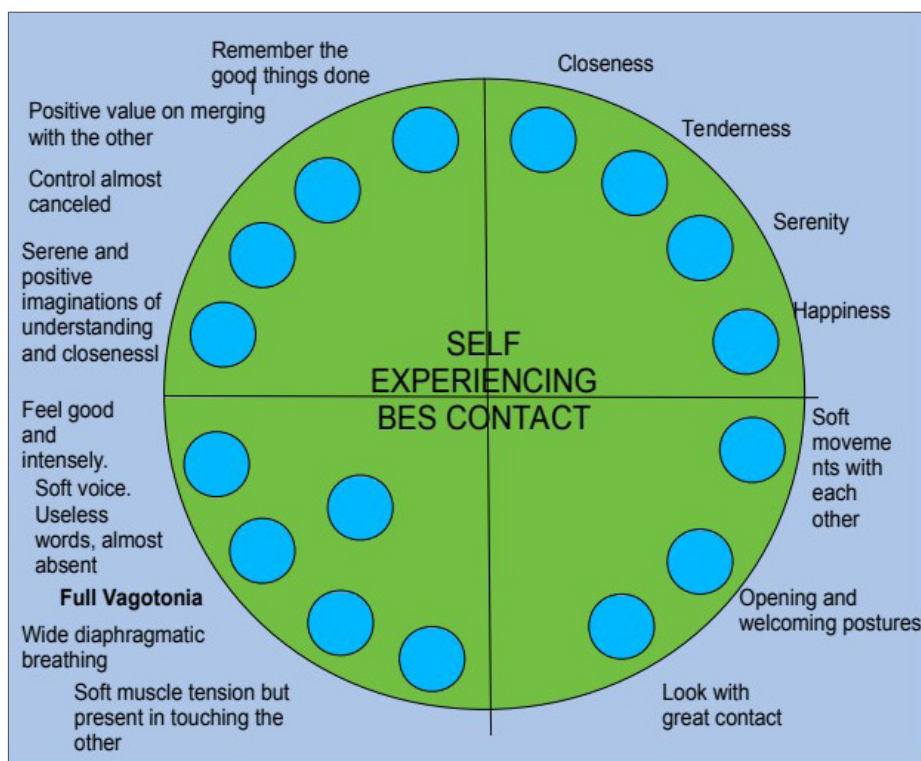 Remember the
good things done
Positive value on merging
with the other
Control almost
canceled
Serene and
positive
imaginations of
understanding
and closenessl
Feel good
and
intensely.
Soft voice.
Useless
words, almost
absent
Full Vagotonia
Wide diaphragmatic
breathing
Soft muscle tension but
present in touching the
other
SELF
EXPERIENCING
BES CONTACT
Closeness
Tenderness
Serenity
Happiness
Soft
moveme
nts with
each
other
Opening and
welcoming postures
Look with
great contact